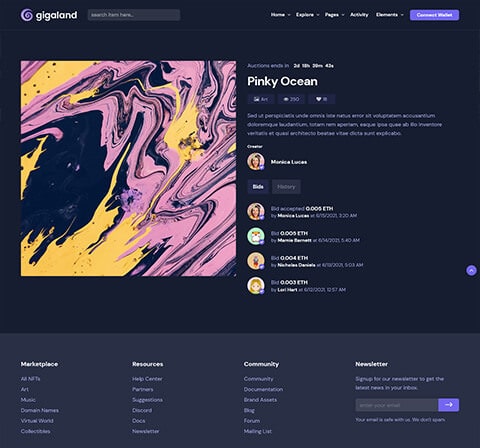 gigaland
search item here...
Home
Explore
Pages
Activity
Elements
Connect Wallet
Auctions ends in 2d 15h 39m 43s
Pinky Ocean
Art
250
18
Sed ut perspiciatis unde omnis iste natus error sit voluptatem accusantium
doloremque laudantium, totam rem aperiam, eaque ipsa quae ab illo inventore
veritatis et quasi architecto beatae vitae dicta sunt explicabo.
Creator
Monica Lucas
Bids
History
Bid accepted 0.005 ETH
by Monica Lucas at 6/15/2021, 3:20 AM
Bid 0.005 ETH
by Mamie Barnett at 6/14/2021, 5:40 AM
Bid 0.004 ETH
by Nicholas Daniels at 6/13/2021, 5:03 AM
Bid 0.003 ETH
by Lori Hart at 6/12/2021, 12:57 AM
Marketplace
All NFTs
Art
Music
Domain Names
Virtual World
Collectibles
Resources
Help Center
Partners
Suggestions
Discord
Docs
Newsletter
Community
Community
Documentation
Brand Assets
Blog
Forum
Mailing List
Newsletter
Signup for our newsletter to get the
latest news in your inbox.
enter your email
Your email is safe with us. We don't spam.